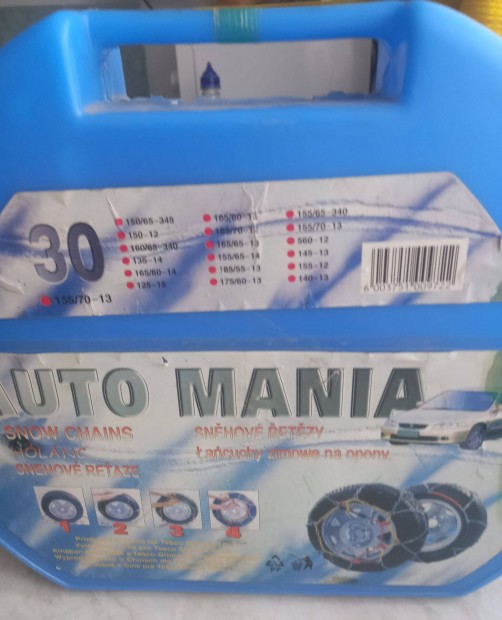 30
150/65-345
150-12
160/65-340
135-14
165/60-14
125-15
165/60-13
165/70-13
165/65-13
155/65-14
185/55-13
175/60-13
155/65-340
155/70-13
560-12
145-13
155-12
140-13
155/70-13
AUTO MANIA
SNOW CHAINS
HÓLÁNC
SNEHOVÉ REŤAZE
SNĚHOVÉ ŘETĚZY
Łańcuchy zimowe na opony
1 2 3 4